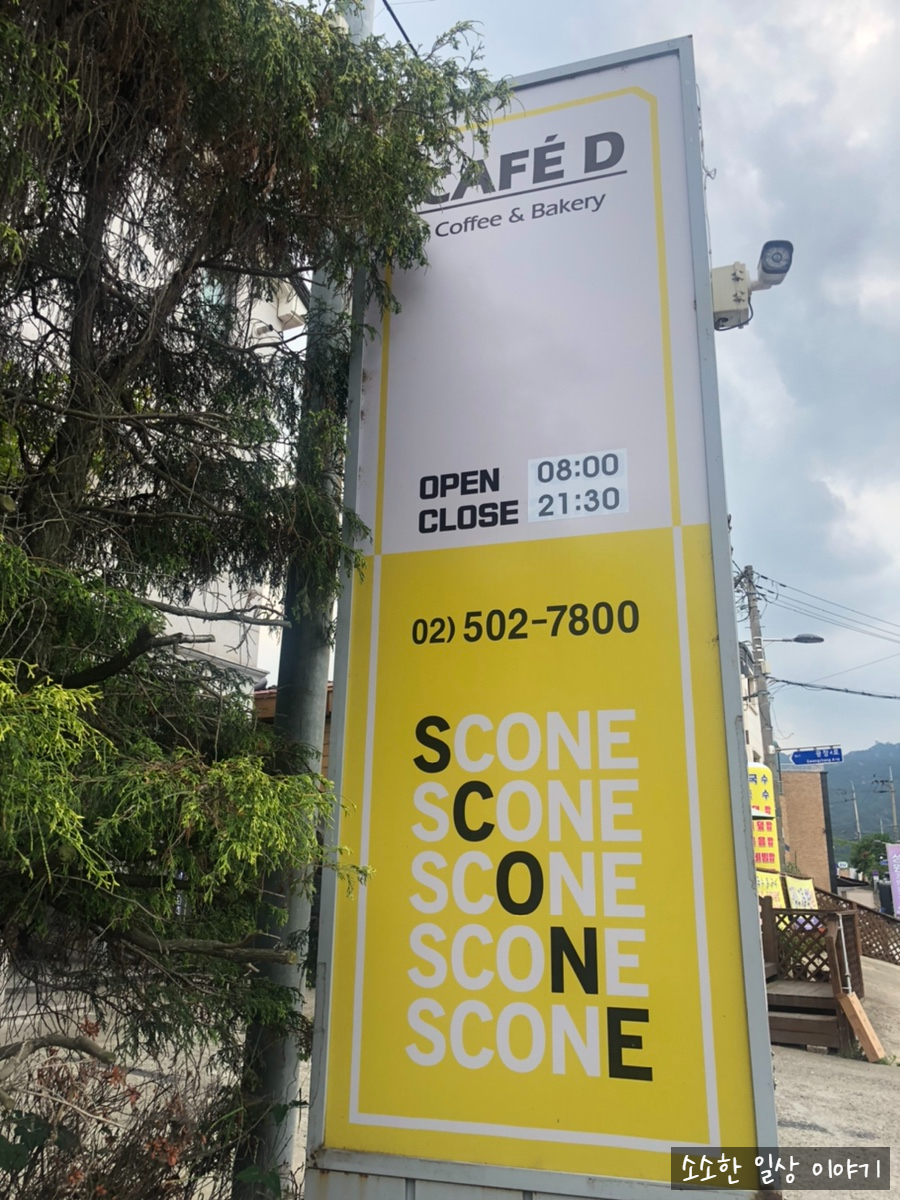 CAFÉ D
Coffee & Bakery
OPEN 08:00
CLOSE 21:30
02) 502-7800
SCONE
SCONE
SCONE
SCONE
SCONE
소소한 일상 이야기